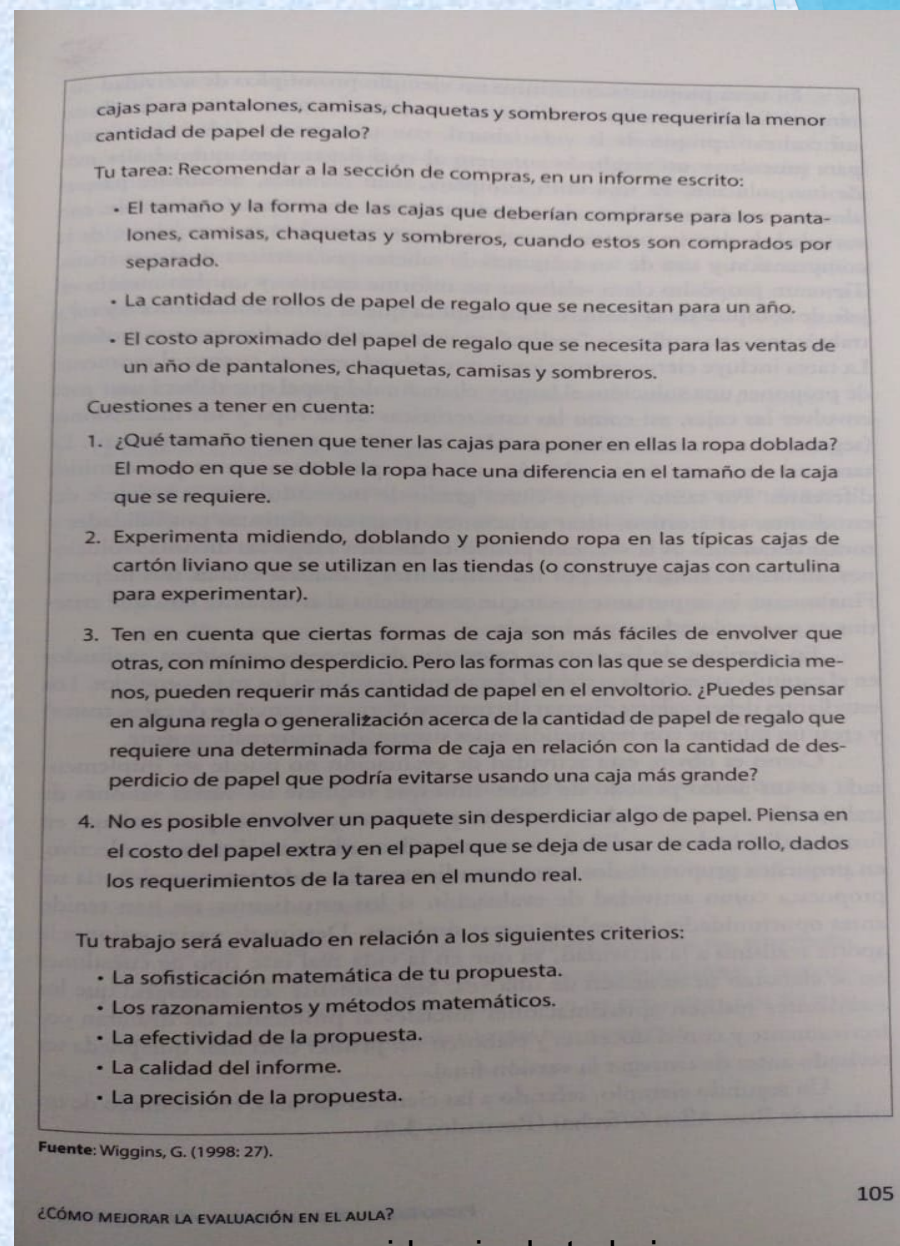 cajas para pantalones, camisas, chaquetas y sombreros que requeriría la menor
cantidad de papel de regalo?
Tu tarea: Recomendar a la sección de compras, en un informe escrito:
• El tamaño y la forma de las cajas que deberían comprarse para los panta-
lones, camisas, chaquetas y sombreros, cuando estos son comprados por
separado.
• La cantidad de rollos de papel de regalo que se necesitan para un año.
• El costo aproximado del papel de regalo que se necesita para las ventas de
un año de pantalones, chaquetas, camisas y sombreros.
Cuestiones a tener en cuenta:
1. ¿Qué tamaño tienen que tener las cajas para poner en ellas la ropa doblada?
El modo en que se doble la ropa hace una diferencia en el tamaño de la caja
que se requiere.
2. Experimenta midiendo, doblando y poniendo ropa en las típicas cajas de
cartón liviano que se utilizan en las tiendas (o construye cajas con cartulina
para experimentar).
3. Ten en cuenta que ciertas formas de caja son más fáciles de envolver que
otras, con mínimo desperdicio. Pero las formas con las que se desperdicia me-
nos, pueden requerir más cantidad de papel en el envoltorio. ¿Puedes pensar
en alguna regla o generalización acerca de la cantidad de papel de regalo que
requiere una determinada forma de caja en relación con la cantidad de des-
perdicio de papel que podría evitarse usando una caja más grande?
4. No es posible envolver un paquete sin desperdiciar algo de papel. Piensa en
el costo del papel extra y en el papel que se deja de usar de cada rollo, dados
los requerimientos de la tarea en el mundo real.
Tu trabajo será evaluado en relación a los siguientes criterios:
• La sofisticación matemática de tu propuesta.
• Los razonamientos y métodos matemáticos.
• La efectividad de la propuesta.
• La calidad del informe.
• La precisión de la propuesta.
Fuente: Wiggins, G. (1998: 27).
105
¿CÓMO MEJORAR LA EVALUACIÓN EN EL AULA?